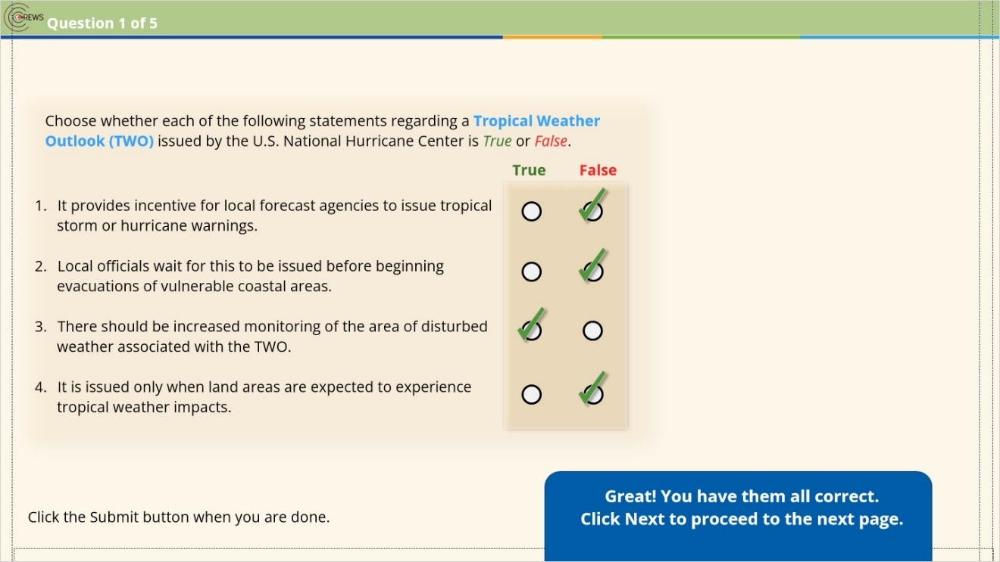 CREWS
Question 1 of 5
Choose whether each of the following statements regarding a Tropical Weather
Outlook (TWO) issued by the U.S. National Hurricane Center is True or False.
True False
1. It provides incentive for local forecast agencies to issue tropical
storm or hurricane warnings.
2. Local officials wait for this to be issued before beginning
evacuations of vulnerable coastal areas.
3. There should be increased monitoring of the area of disturbed
weather associated with the TWO.
4. It is issued only when land areas are expected to experience
tropical weather impacts.
Great! You have them all correct.
Click Next to proceed to the next page.
Click the Submit button when you are done.